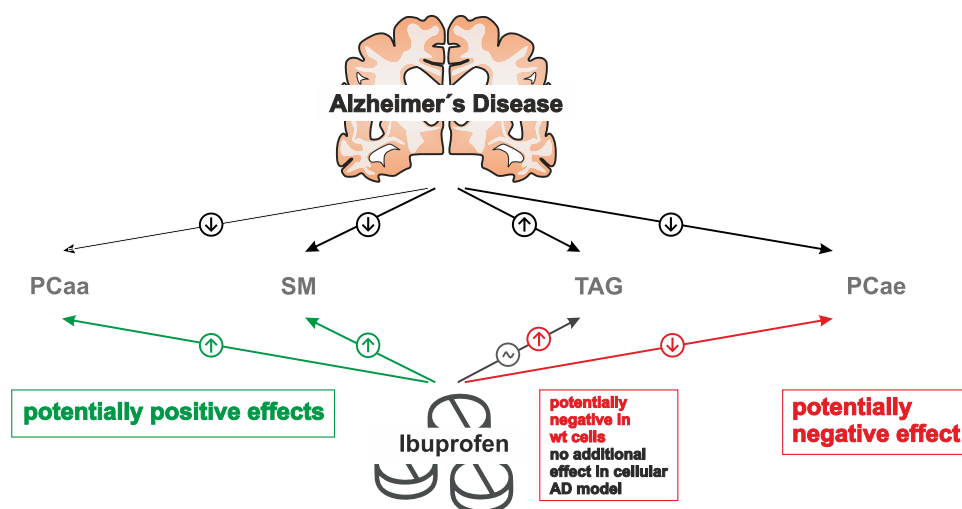 Alzheimer´s Disease
↓ ↓ ↑ ↓
PCaa SM TAG PCae
↑ ↑ ~ ↑ ↓
potentially positive effects
Ibuprofen
potentially
negative in
wt cells
no additional
effect in cellular
AD model
potentially
negative effect